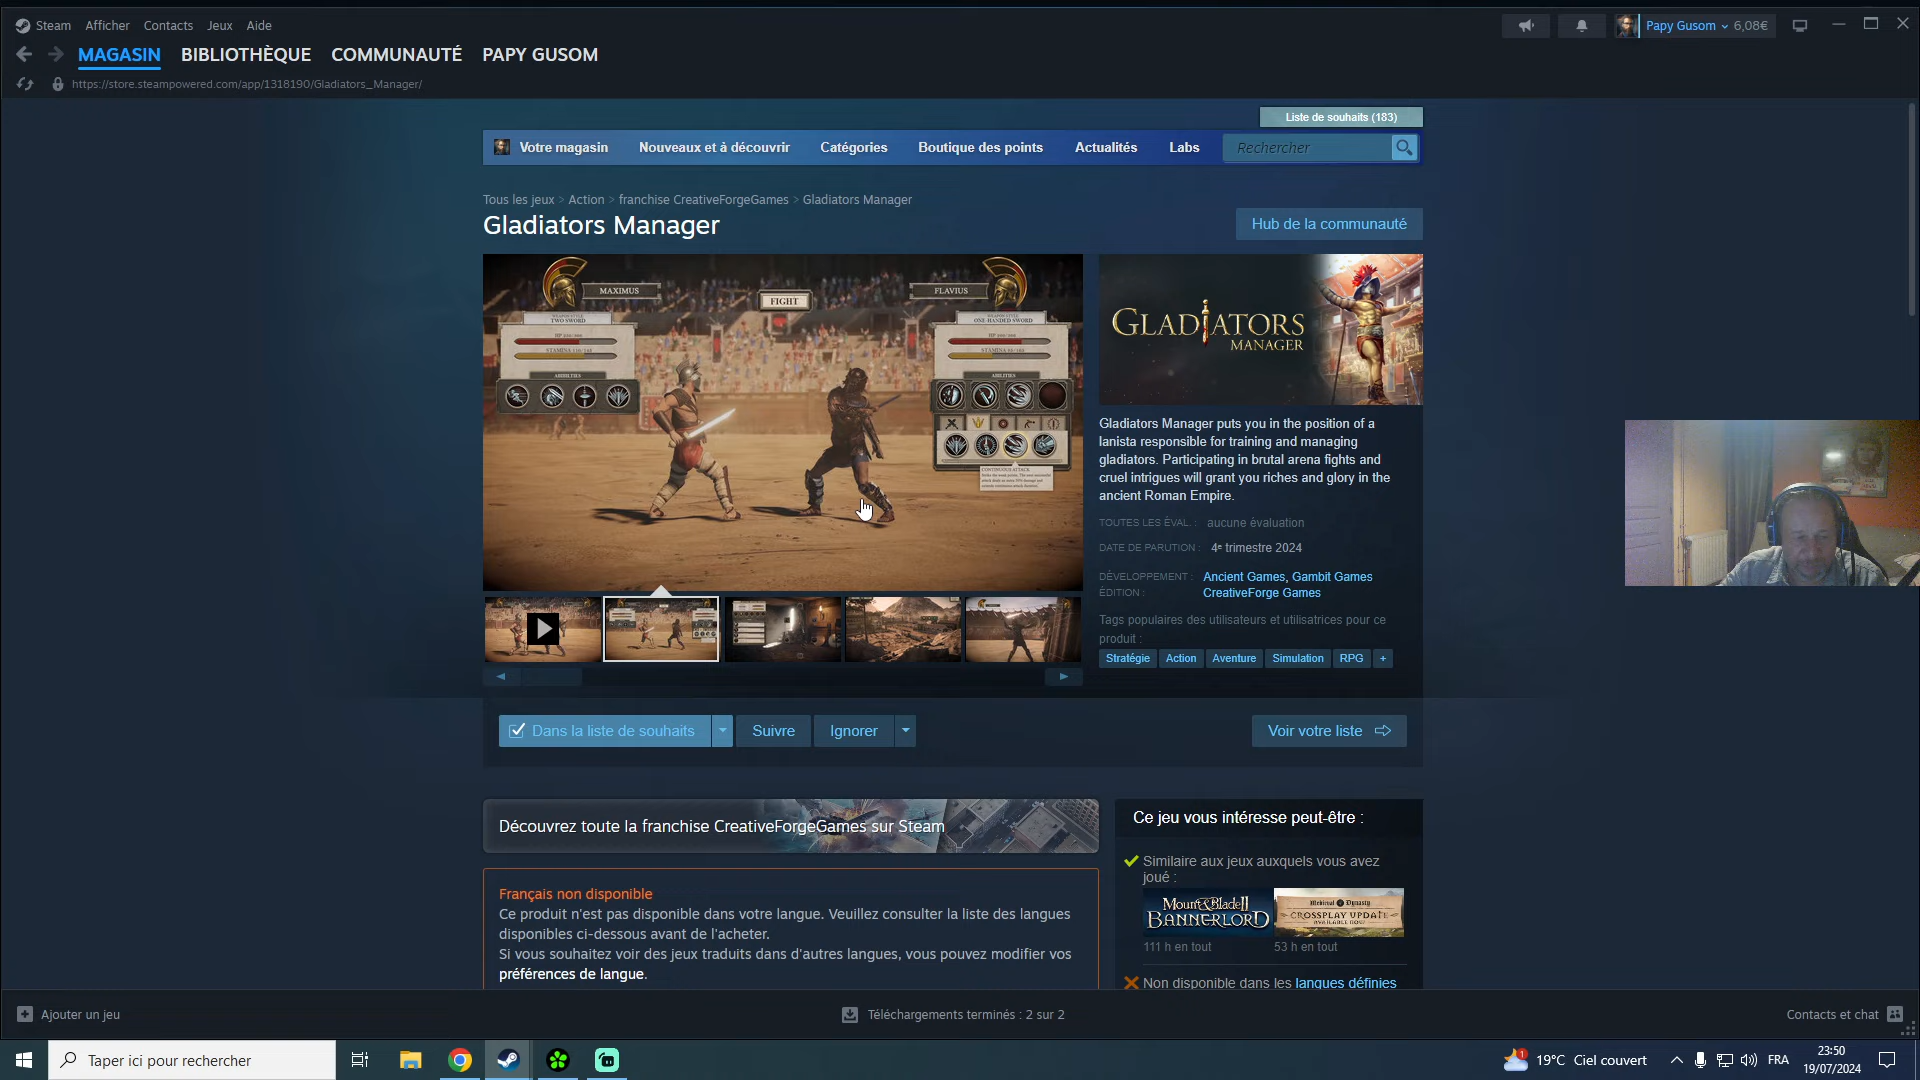 Steam Afficher Contacts Jeux Aide
Papy Gusom 6,08€
MAGASIN BIBLIOTHÈQUE COMMUNAUTÉ PAPY GUSOM
https://store.steampowered.com/app/1318190/Gladiators_Manager/
Liste de souhaits (183)
Votre magasin Nouveaux et à découvrir Catégories Boutique des points Actualités Labs Rechercher
Tous les jeux > Action > franchise CreativeForgeGames > Gladiators Manager
Gladiators Manager
Hub de la communauté
MAXIMUS
FIGHT
FLAVIUS
TWO SWORD
ONE HANDED SWORD
ABILITIES
ABILITIES
CONTINUOUS ATTACK
GLADIATORS
MANAGER
Gladiators Manager puts you in the position of a
lanista responsible for training and managing
gladiators. Participating in brutal arena fights and
cruel intrigues will grant you riches and glory in the
ancient Roman Empire.
TOUTES LES ÉVAL. : aucune évaluation
DATE DE PARUTION : 4e trimestre 2024
DÉVELOPPEMENT : Ancient Games, Gambit Games
ÉDITION : CreativeForge Games
Tags populaires des utilisateurs et utilisatrices pour ce
produit :
Stratégie Action Aventure Simulation RPG +
Dans la liste de souhaits Suivre Ignorer Voir votre liste
Découvrez toute la franchise CreativeForgeGames sur Steam
Français non disponible
Ce produit n'est pas disponible dans votre langue. Veuillez consulter la liste des langues
disponibles ci-dessous avant de l'acheter.
Si vous souhaitez voir des jeux traduits dans d'autres langues, vous pouvez modifier vos
préférences de langue.
Ce jeu vous intéresse peut-être :
Similaire aux jeux auxquels vous avez
joué :
MOUNT&BLADE II
BANNERLORD
Medieval Dynasty
CROSSPLAY UPDATE
111 h en tout 53 h en tout
Non disponible dans les langues définies
Ajouter un jeu
Téléchargements terminés : 2 sur 2
Contacts et chat
Taper ici pour rechercher
1
19°C Ciel couvert
FRA
23:50
19/07/2024